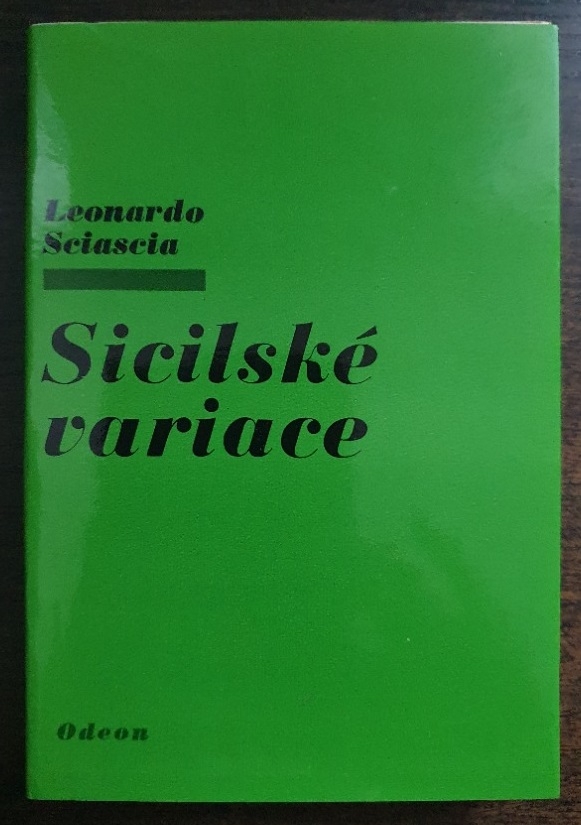 Leonardo
Sciascia
Sicilské
variace
Odeon